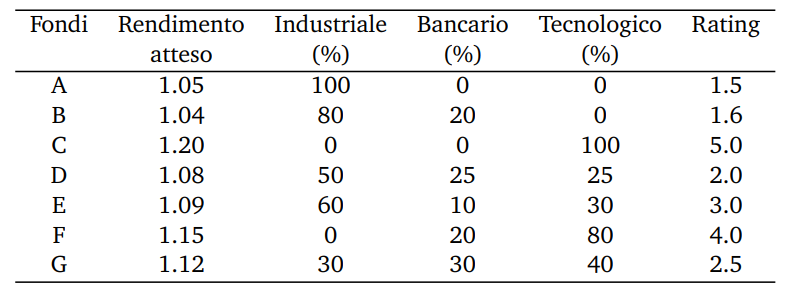 Fondi Rendimento Industriale Bancario Tecnologico Rating
atteso (%) (%) (%)
A 1.05 100 0 0 1.5
B 1.04 80 20 0 1.6
C 1.20 0 0 100 5.0
D 1.08 50 25 25 2.0
E 1.09 60 10 30 3.0
F 1.15 0 20 80 4.0
G 1.12 30 30 40 2.5